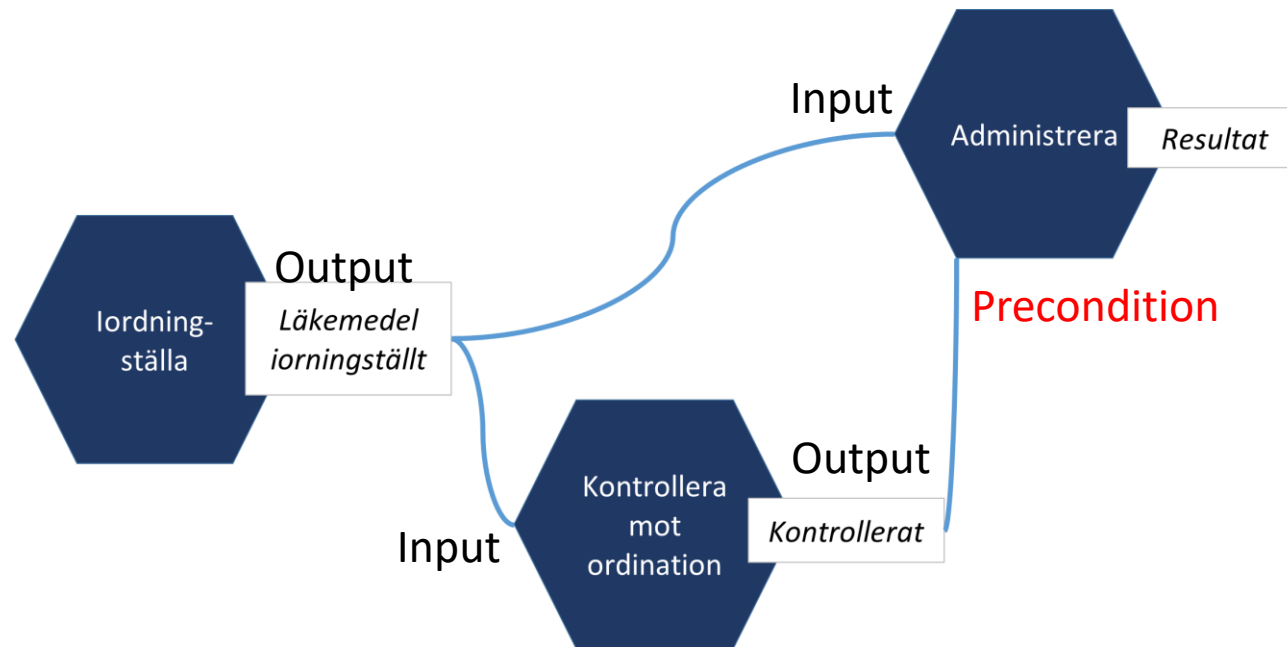 Input
Administrera
Resultat
Output
Iordning-
ställa
Läkemedel
iorningställt
Precondition
Output
Kontrollera
mot
ordination
Kontrollerat
Input